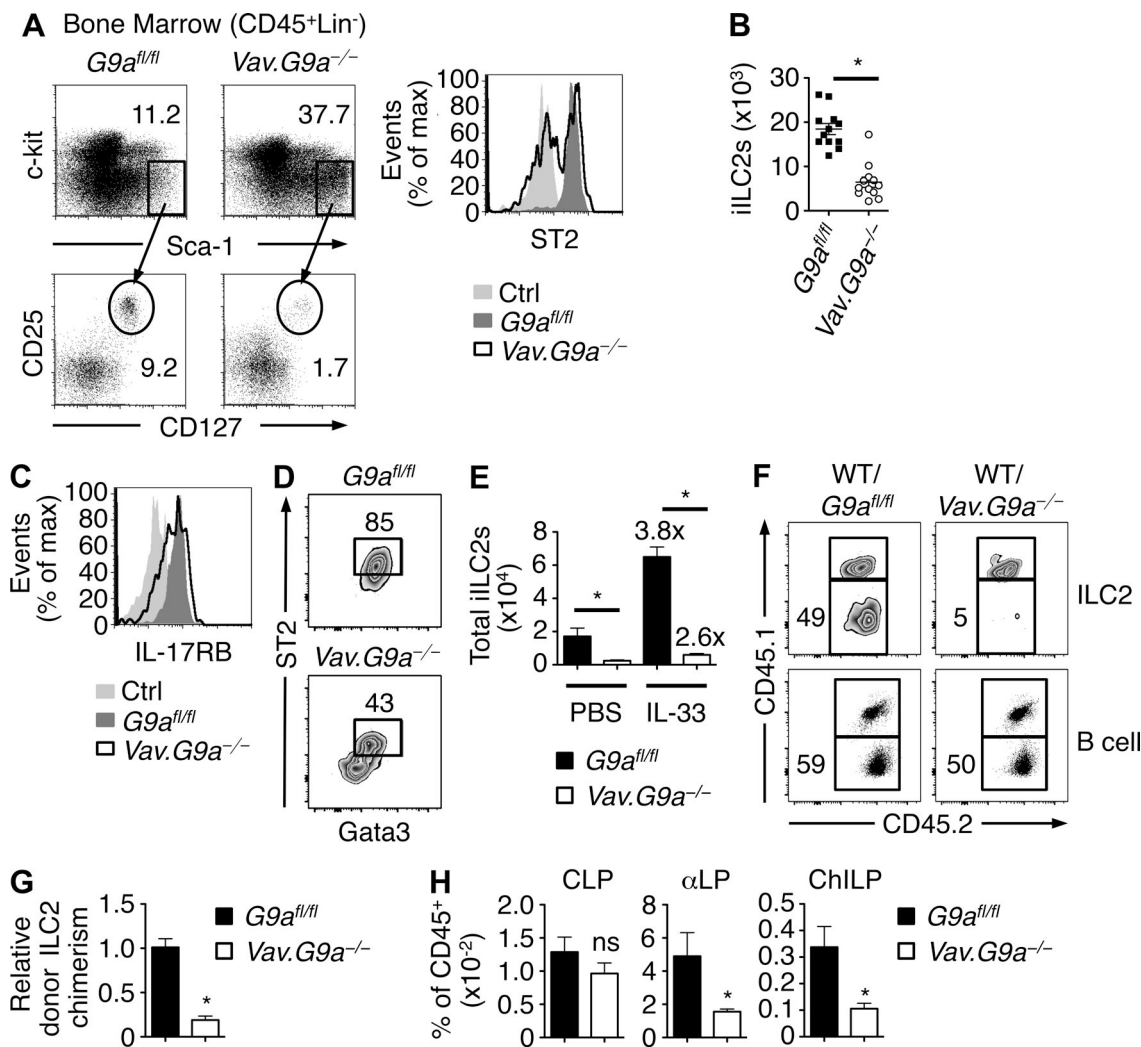 A Bone Marrow (CD45+Lin-)
G9afl/fl
Vav.G9a−/−
11.2
37.7
c-kit
Sca-1
CD25
9.2
1.7
CD127
Events
(% of max)
100
80
60
40
20
0
ST2
Ctrl
G9afl/fl
Vav.G9a−/−
B
iILC2s (x10³)
30
20
10
0
*
G9afl/fl
Vav.G9a−/−
C
Events
(% of max)
100
80
60
40
20
0
IL-17RB
Ctrl
G9afl/fl
Vav.G9a−/−
D
G9afl/fl
85
ST2
Vav.G9a−/−
43
Gata3
E
Total iILC2s
(x10⁴)
8
6
4
2
0
*
*
3.8x
2.6x
PBS
IL-33
G9afl/fl
Vav.G9a−/−
F
WT/
G9afl/fl
WT/
Vav.G9a−/−
49
5
ILC2
CD45.1
59
50
B cell
CD45.2
G
Relative
donor ILC2
chimerism
1.5
1.0
0.5
0
*
G9afl/fl
Vav.G9a−/−
H
% of CD45+
(x10-2)
CLP
2.0
1.5
1.0
0.5
0
ns
αLP
8
6
4
2
0
*
ChILP
0.5
0.4
0.3
0.2
0.1
0
*
G9afl/fl
Vav.G9a−/−